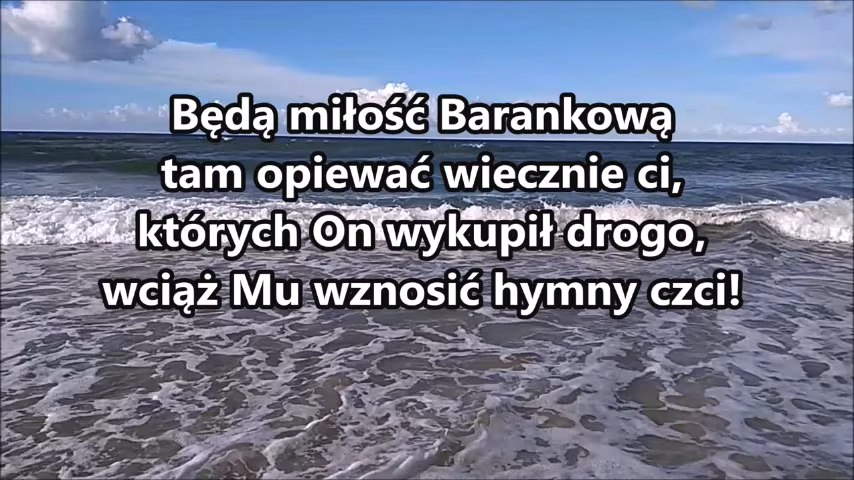 Będą miłość Barankową
tam opiewać wiecznie ci,
których On wykupił drogo,
wciąż Mu wznosić hymny czci!